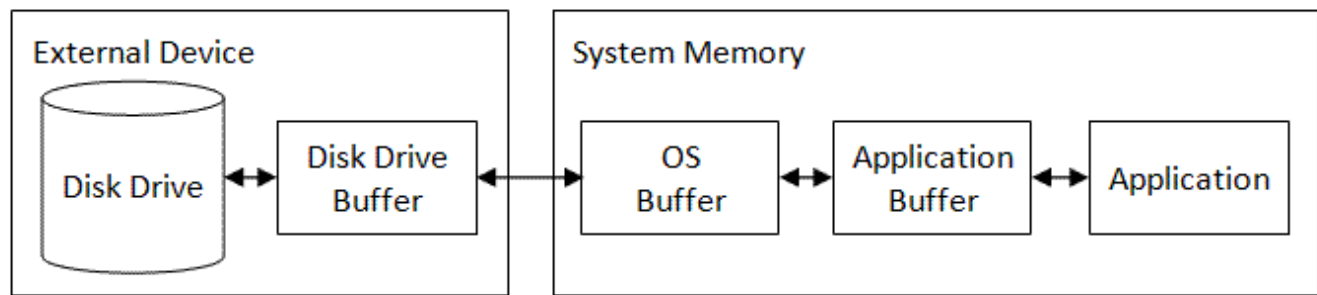 External Device
System Memory
Disk Drive
Disk Drive
Buffer
OS
Buffer
Application
Buffer
Application